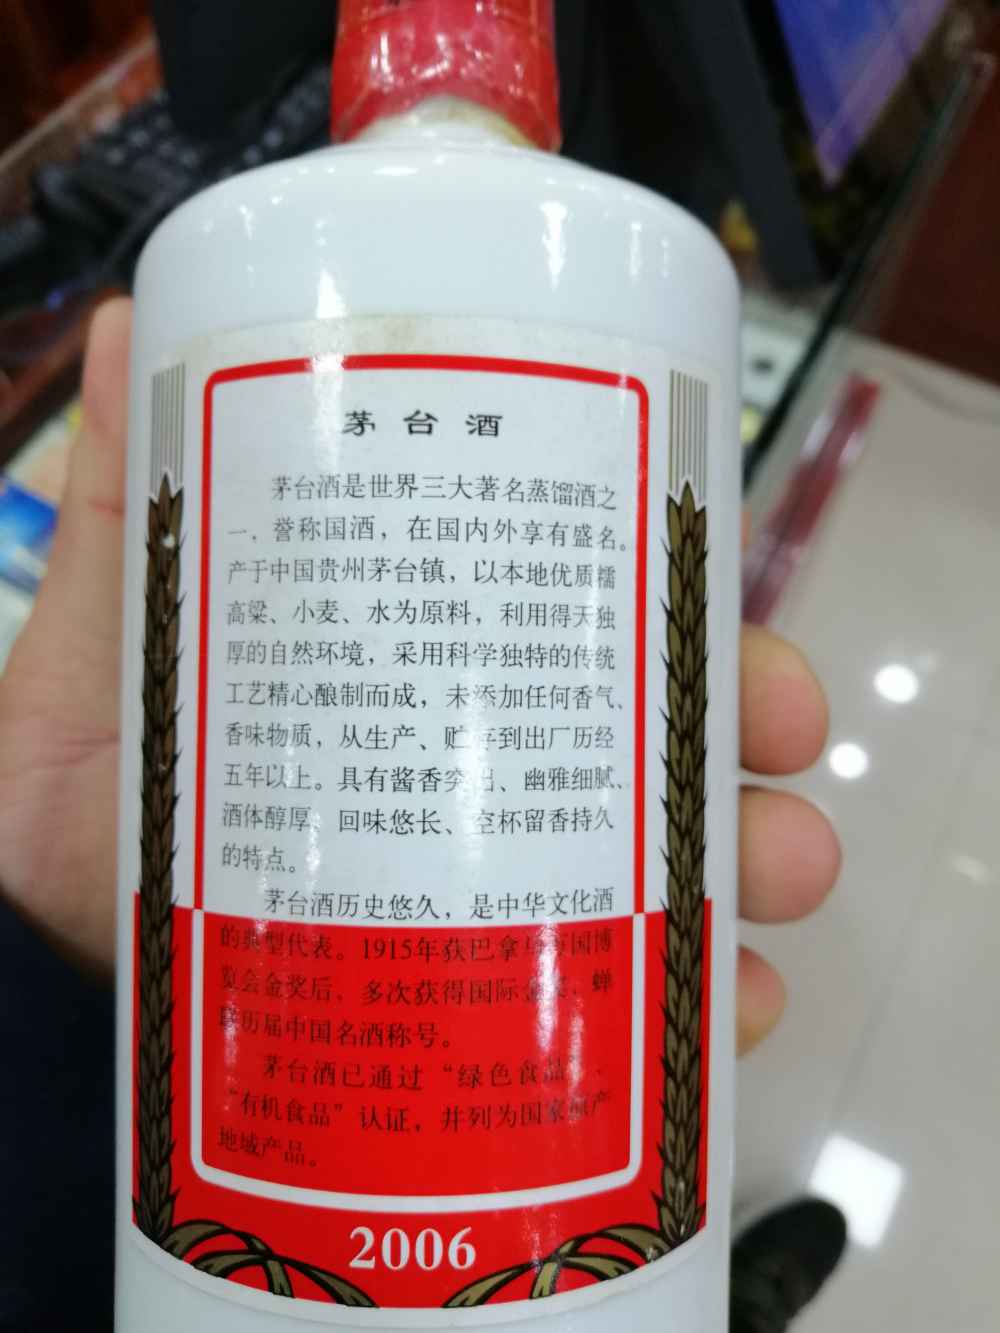 茅台酒
茅台酒是世界三大著名蒸馏酒之
一，誉称国酒，在国内外享有盛名。
产于中国贵州茅台镇，以本地优质糯
高粱、小麦、水为原料，利用得天独
厚的自然环境，采用科学独特的传统
工艺精心酿制而成，未添加任何香气、
香味物质，从生产、贮存到出厂历经
五年以上。具有酱香突出、幽雅细腻、
酒体醇厚、回味悠长、空杯留香持久
的特点。
茅台酒历史悠久，是中华文化酒
的典型代表。1915年获巴拿马万国博
览会金奖后，多次获得国际金奖，蝉
联历届中国名酒称号。
茅台酒已通过“绿色食品”、
“有机食品”认证，并列为国家原产
地域产品。
2006